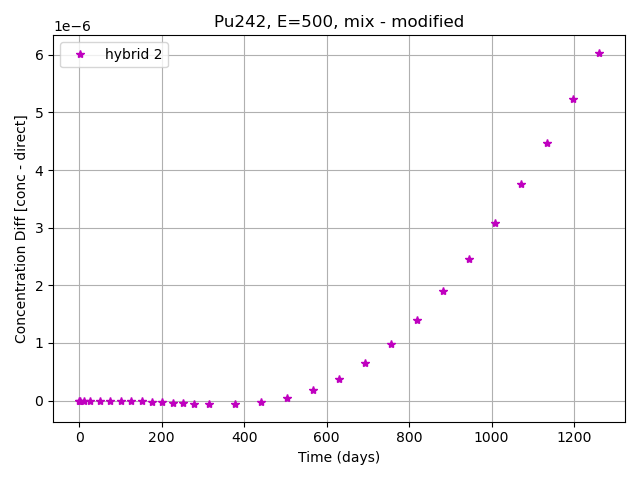 Pu242, E=500, mix - modified
1e−6
hybrid 2
6
5
4
3
2
1
0
Concentration Diff [conc - direct]
0 200 400 600 800 1000 1200
Time (days)